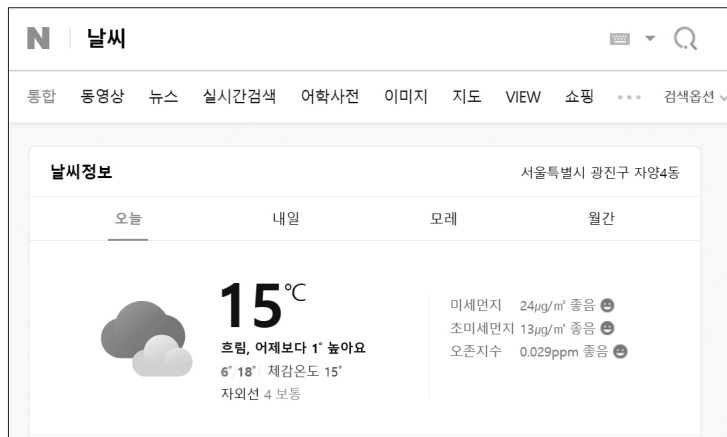 N 날씨
통합 동영상 뉴스 실시간검색 어학사전 이미지 지도 VIEW 쇼핑 ••• 검색옵션
날씨정보 서울특별시 광진구 자양4동
오늘 내일 모레 월간
15℃
흐림, 어제보다 1° 높아요
6°/18° 체감온도 15°
자외선 4 보통
미세먼지 24㎍/㎥ 좋음
초미세먼지 13㎍/㎥ 좋음
오존지수 0.029ppm 좋음